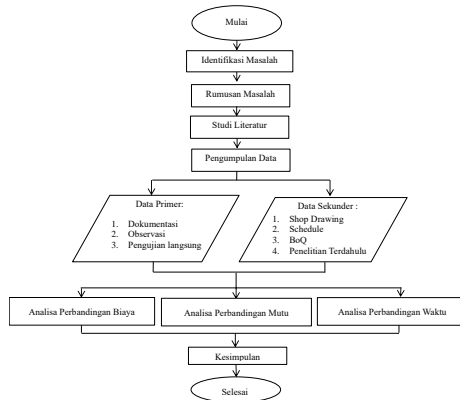 Mulai
Identifikasi Masalah
Rumusan Masalah
Studi Literatur
Pengumpulan Data
Data Primer:
1. Dokumentasi
2. Observasi
3. Pengujian langsung
Data Sekunder :
1. Shop Drawing
2. Schedule
3. BoQ
4. Penelitian Terdahulu
Analisa Perbandingan Biaya
Analisa Perbandingan Mutu
Analisa Perbandingan Waktu
Kesimpulan
Selesai